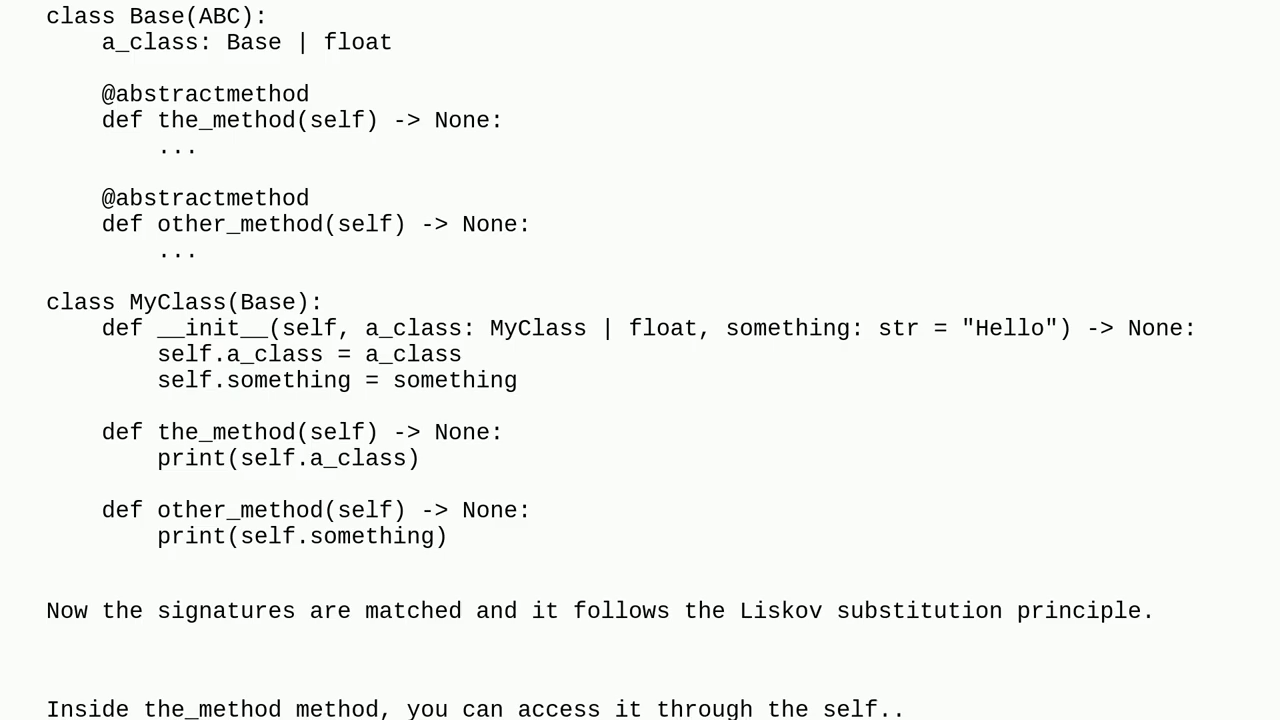 class Base(ABC):
    a_class: Base | float

    @abstractmethod
    def the_method(self) -> None:
        ...

    @abstractmethod
    def other_method(self) -> None:
        ...

class MyClass(Base):
    def __init__(self, a_class: MyClass | float, something: str = "Hello") -> None:
        self.a_class = a_class
        self.something = something

    def the_method(self) -> None:
        print(self.a_class)

    def other_method(self) -> None:
        print(self.something)

Now the signatures are matched and it follows the Liskov substitution principle.

Inside the_method method, you can access it through the self..